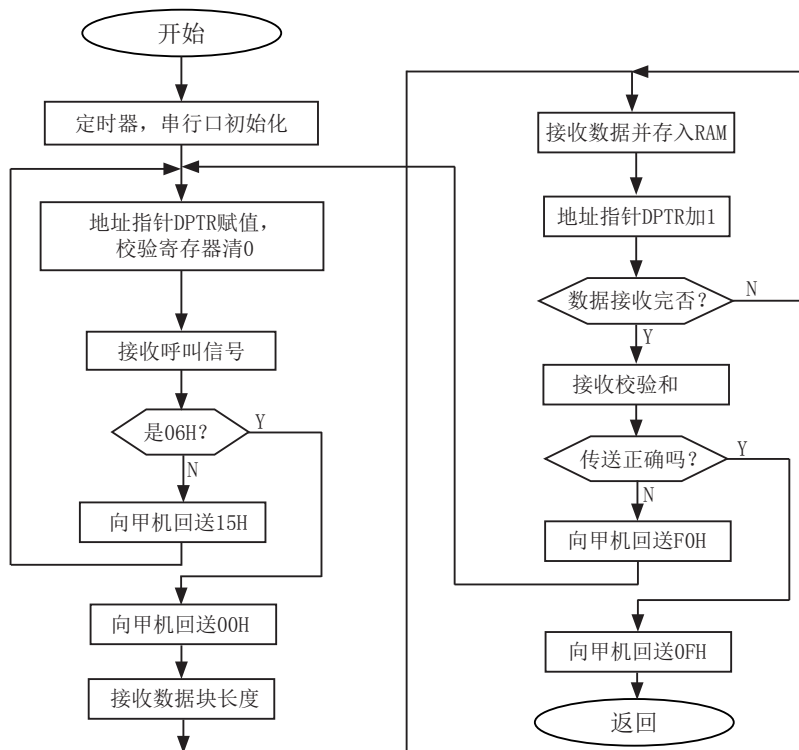 开始
定时器，串行口初始化
地址指针DPTR赋值，
校验寄存器清0
接收呼叫信号
是06H？
Y
N
向甲机回送15H
向甲机回送00H
接收数据块长度
接收数据并存入RAM
地址指针DPTR加1
数据接收完否？
N
Y
接收校验和
传送正确吗？
Y
N
向甲机回送F0H
向甲机回送0FH
返回